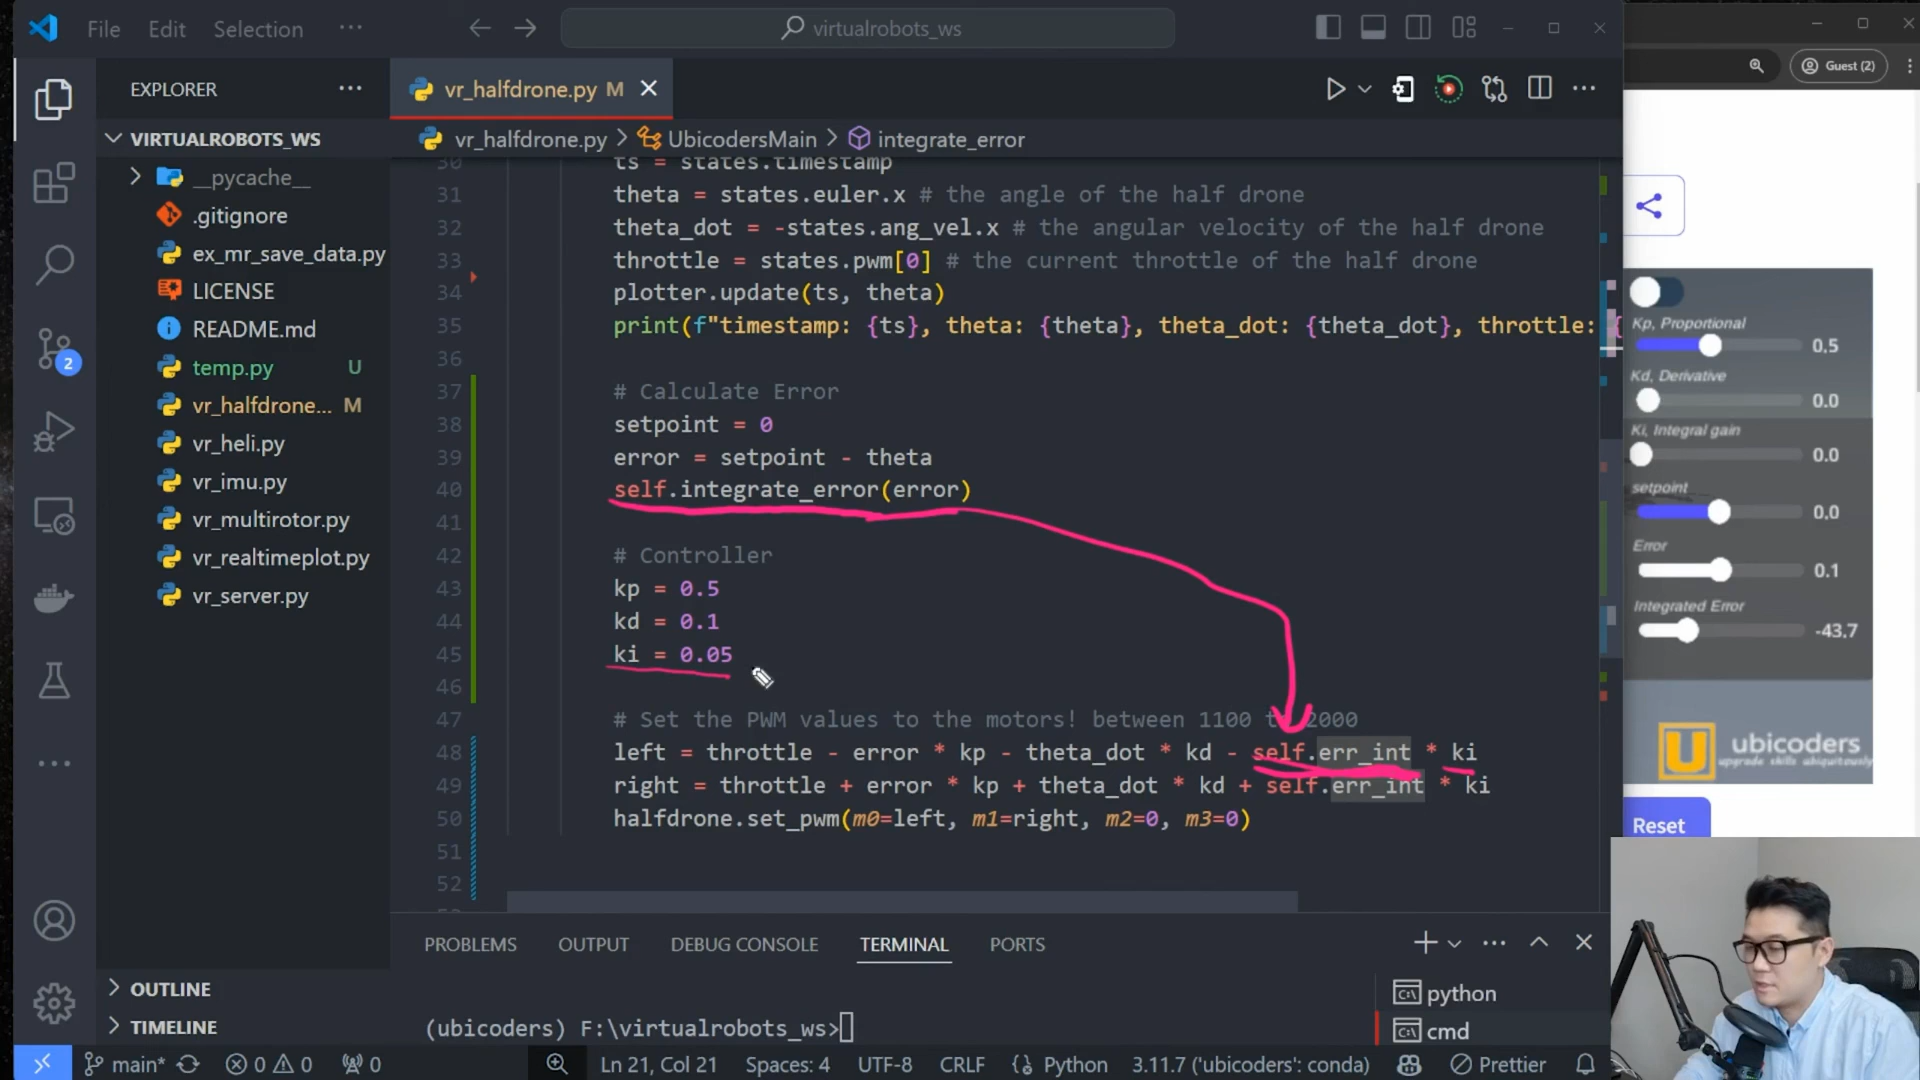 File Edit Selection ···
virtualrobots_ws
Guest (2)
EXPLORER
vr_halfdrone.py M
VIRTUALROBOTS_WS
vr_halfdrone.py > UbicodersMain > integrate_error
__pycache__
.gitignore
ex_mr_save_data.py
LICENSE
README.md
temp.py U
vr_halfdrone... M
vr_heli.py
vr_imu.py
vr_multirotor.py
vr_realtimeplot.py
vr_server.py
OUTLINE
TIMELINE
30 ts = states.timestamp
31 theta = states.euler.x # the angle of the half drone
32 theta_dot = -states.ang_vel.x # the angular velocity of the half drone
33 throttle = states.pwm[0] # the current throttle of the half drone
34 plotter.update(ts, theta)
35 print(f"timestamp: {ts}, theta: {theta}, theta_dot: {theta_dot}, throttle: {
36
37 # Calculate Error
38 setpoint = 0
39 error = setpoint - theta
40 self.integrate_error(error)
41
42 # Controller
43 kp = 0.5
44 kd = 0.1
45 ki = 0.05
46
47 # Set the PWM values to the motors! between 1100 t 2000
48 left = throttle - error * kp - theta_dot * kd - self.err_int * ki
49 right = throttle + error * kp + theta_dot * kd + self.err_int * ki
50 halfdrone.set_pwm(m0=left, m1=right, m2=0, m3=0)
51
52
Kp, Proportional
0.5
Kd, Derivative
0.0
Ki, Integral gain
0.0
setpoint
0.0
Error
0.1
Integrated Error
-43.7
ubicoders
upgrade skills ubiquitously
Reset
PROBLEMS OUTPUT DEBUG CONSOLE TERMINAL PORTS
python
cmd
(ubicoders) F:\virtualrobots_ws>
2
main* 0 0 0 Ln 21, Col 21 Spaces: 4 UTF-8 CRLF Python 3.11.7 ('ubicoders': conda) Prettier